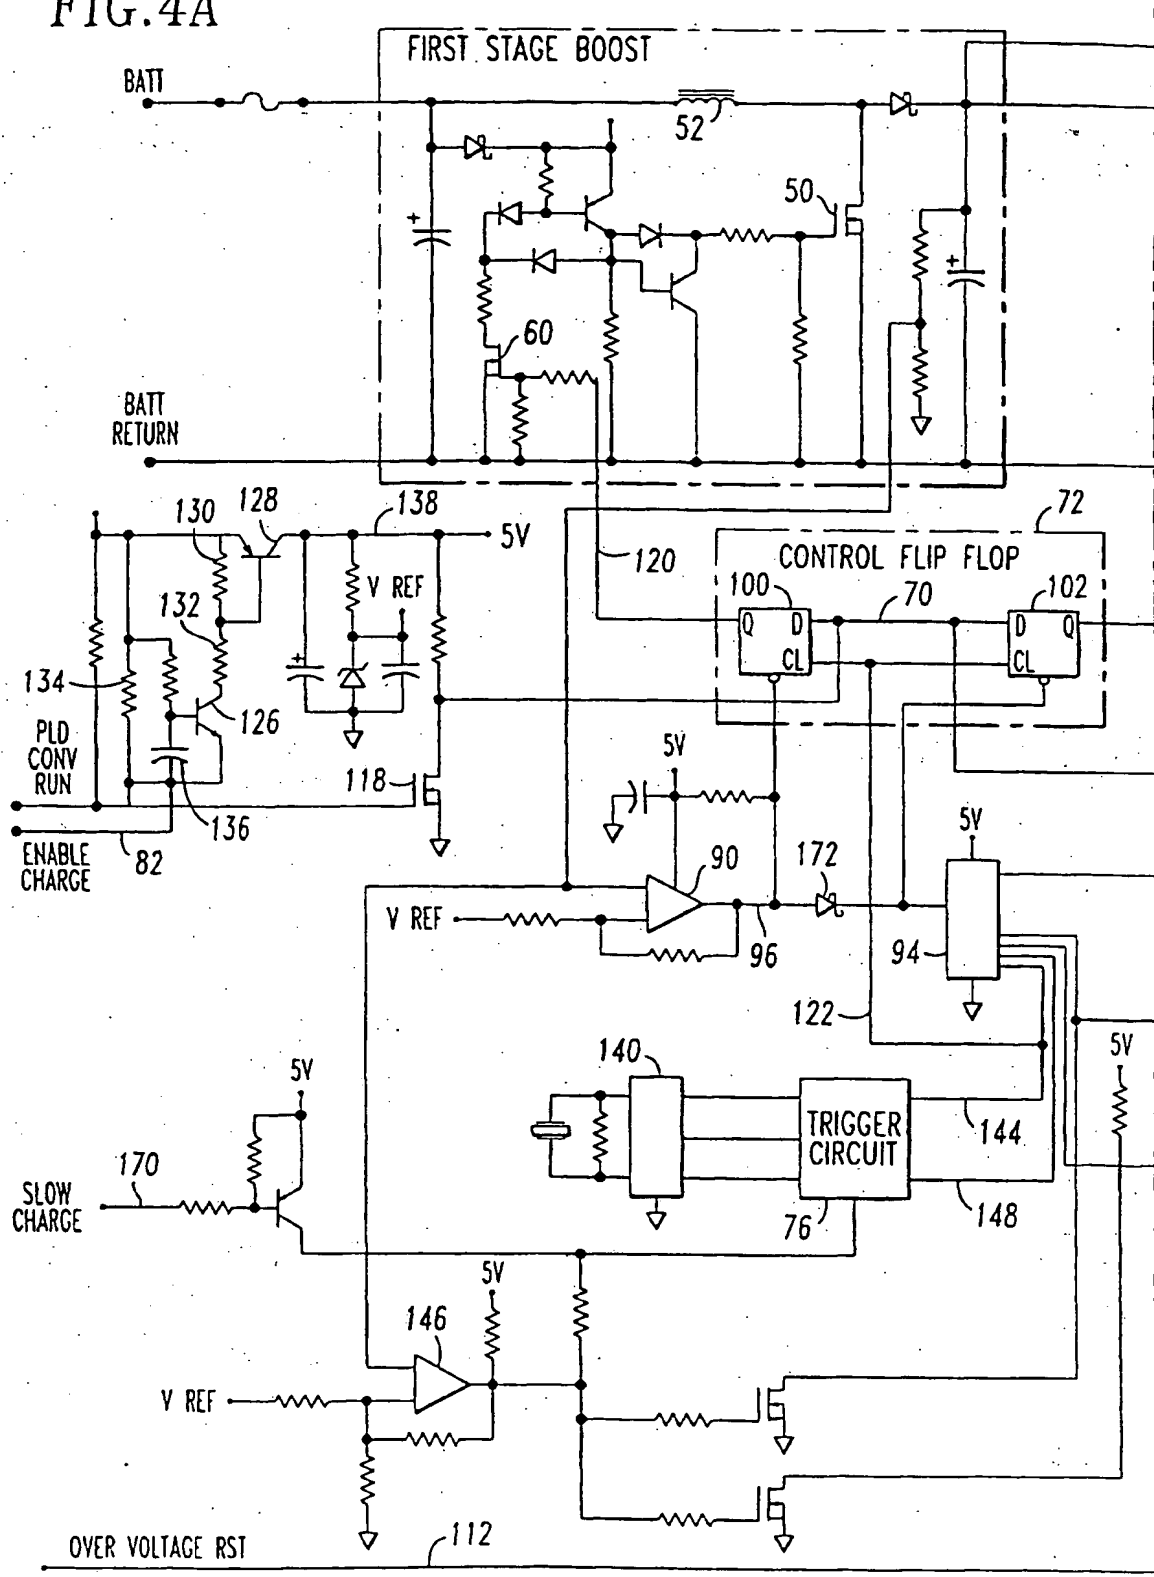 FIG.4A
FIRST STAGE BOOST
BATT
52
50
+
+
60
BATT
RETURN
130
128
138
5V
72
V REF
120
CONTROL FLIP FLOP
100
70
102
Q
D
D
Q
132
CL
CL
+
134
126
PLD
CONV
RUN
118
5V
136
82
ENABLE
CHARGE
90
172
5V
V REF
96
94
122
140
5V
5V
TRIGGER
CIRCUIT
144
170
SLOW
CHARGE
76
148
5V
146
V REF
OVER VOLTAGE RST
112